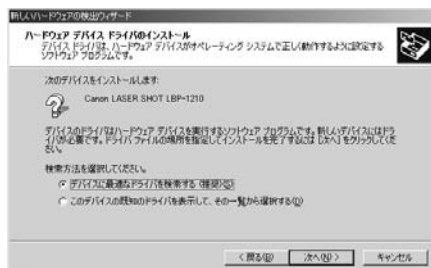 新しいハードウェアの検出ウィザード
ハードウェア デバイス ドライバのインストール
デバイス ドライバは、ハードウェア デバイスがオペレーティング システムで正しく動作するように設定する
ソフトウェア プログラムです。
次のデバイスをインストールします:
Canon LASER SHOT LBP-1210
デバイスのドライバはハードウェア デバイスを実行するソフトウェア プログラムです。新しいデバイスにはドラ
イバが必要です。ドライバ ファイルの場所を指定してインストールを完了するには [次へ] をクリックしてくだ
さい。
検索方法を選択してください。
デバイスに最適なドライバを検索する (推奨)(S)
このデバイスの既知のドライバを表示して、その一覧から選択する(D)
< 戻る(B)
次へ(N) >
キャンセル